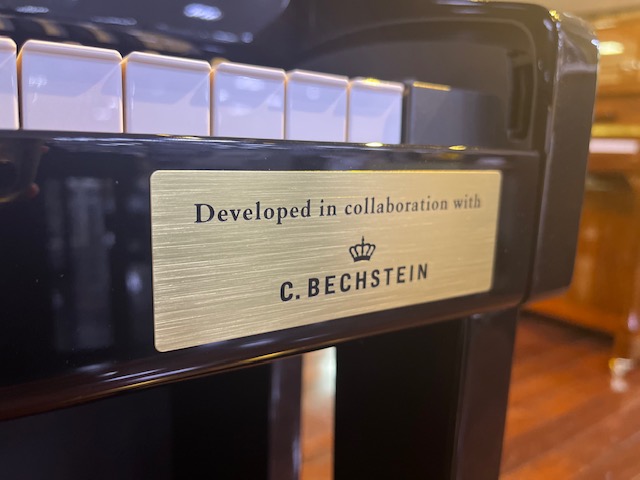 Developed in collaboration with
C. BECHSTEIN